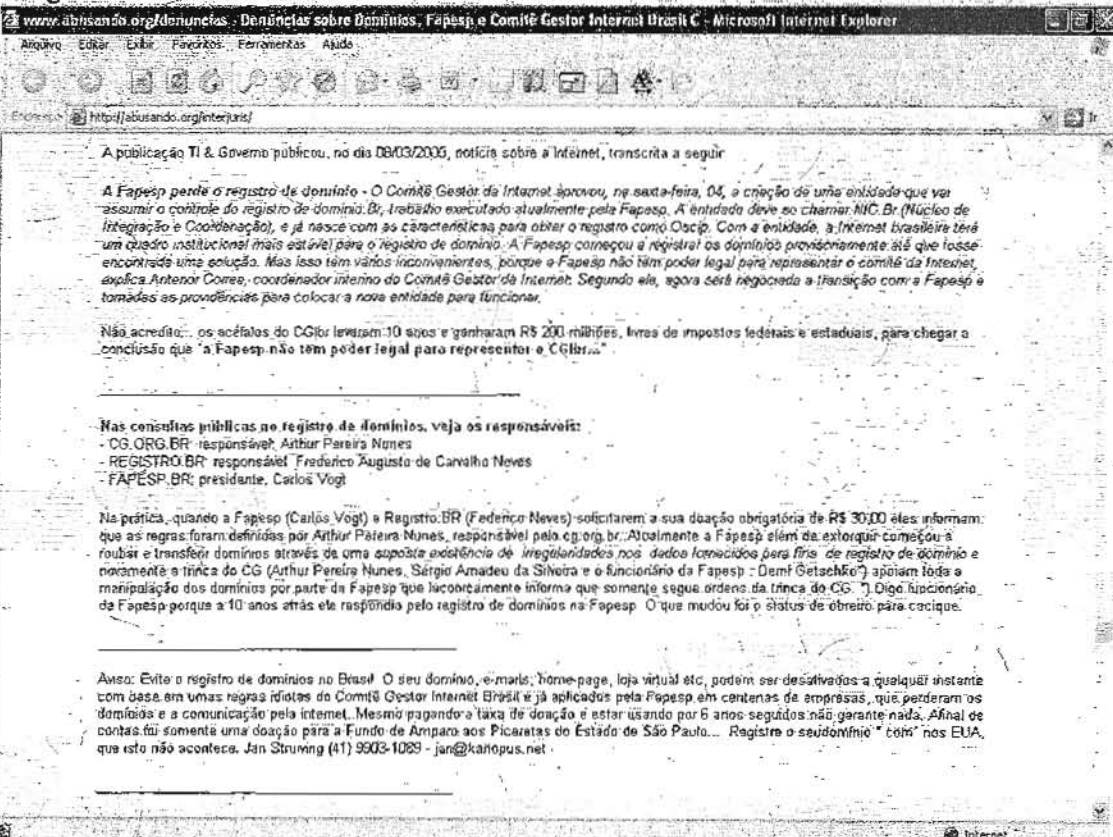 www.abusando.org/denuncias - Denúncias sobre Domínios, Fapesp e Comitê Gestor Internet Brasil C - Microsoft Internet Explorer
Arquivo Editar Exibir Favoritos Ferramentas Ajuda
http://abusando.org/interjuris/ Ir
A publicação TI & Governo publicou, no dia 08/03/2005, notícia sobre a Internet, transcrita a seguir
A Fapesp perde o registro de domínio - O Comitê Gestor da Internet aprovou, na sexta-feira, 04, a criação de uma entidade que vai
assumir o controle do registro de domínio.Br, trabalho executado atualmente pela Fapesp. A entidade deve se chamar NIC.Br (Núcleo de
Integração e Coordenação), e já nasce com as características para obter o registro como Oscip. Com a entidade, a Internet brasileira terá
um quadro institucional mais estável para o registro de domínio. A Fapesp começou a registrar os domínios provisoriamente até que fosse
encontrada uma solução. Mas isso têm vários inconvenientes, porque a Fapesp não têm poder legal para representar o comitê da Internet,
explica Antenor Correa, coordenador interino do Comitê Gestor da Internet. Segundo ele, agora será negociada a transição com a Fapesp e
tomadas as providências para colocar a nova entidade para funcionar.
Não acredito... os acéfalos do CGIbr levaram 10 anos e ganharam R$ 200 milhões, livres de impostos federais e estaduais, para chegar a
conclusão que "a Fapesp não têm poder legal para representar o CGIbr..."
Nas consultas públicas no registro de domínios, veja os responsáveis:
- CG.ORG.BR: responsável, Arthur Pereira Nunes
- REGISTRO.BR: responsável, Frederico Augusto de Carvalho Neves
- FAPESP.BR: presidente, Carlos Vogt
Na prática, quando a Fapesp (Carlos Vogt) e Registro.BR (Federico Neves) solicitarem a sua doação obrigatória de R$ 30,00 eles informam
que as regras foram definidas por Arthur Pereira Nunes, responsável pelo cg.org.br. Atualmente a Fapesp além de extorquir começou a
roubar e transferir domínios através de uma suposta existência de irregularidades nos dados fornecidos para fins de registro de domínio e
novamente a trinca do CG (Arthur Pereira Nunes, Sérgio Amadeu da Silveira e o funcionário da Fapesp : Demi Getschko*) apoiam toda a
manipulação dos domínios por parte da Fapesp que laconicamente informa que somente segue ordens da trinca do CG. *) Digo funcionário
da Fapesp porque a 10 anos atrás ele respondia pelo registro de domínios na Fapesp. O que mudou foi o status de obreiro para cacique.
Aviso: Evite o registro de domínios no Brasil. O seu domínio, e-mails, home-page, loja virtual etc, podem ser desativados a qualquer instante
com base em umas regras idiotas do Comitê Gestor Internet Brasil e já aplicados pela Fapesp em centenas de empresas, que perderam os
domínios e a comunicação pela internet. Mesmo pagando a taxa de doação e estar usando por 6 anos seguidos não garante nada. Afinal de
contas foi somente uma doação para a Fundo de Amparo aos Picaretas do Estado de São Paulo... Registre o seu domínio ".com" nos EUA,
que isto não acontece. Jan Struiving (41) 9903-1089 - jan@kanopus.net
Internet